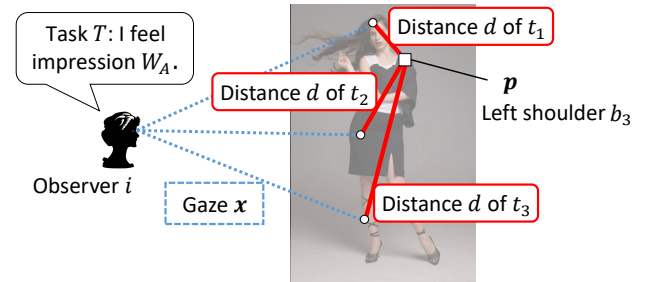 Task T: I feel
impression W_A.
Distance d of t_1
Distance d of t_2
p
Left shoulder b_3
Observer i
Gaze x
Distance d of t_3